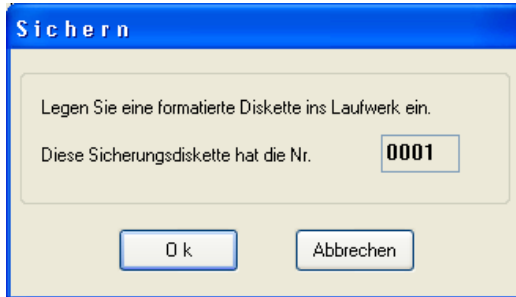 Sichern
Legen Sie eine formatierte Diskette ins Laufwerk ein.
Diese Sicherungsdiskette hat die Nr. 0001
Ok Abbrechen